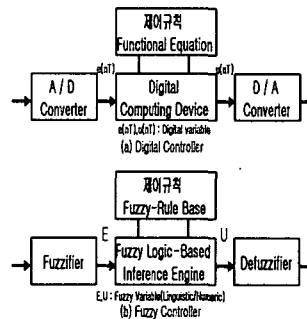 제어규칙
Functional Equation
e(nT)
u(nT)
A / D
Converter
Digital
Computing Device
D / A
Converter
e(nT),u(nT) : Digital variable
(a) Digital Controller
제어규칙
Fuzzy-Rule Base
E
U
Fuzzifier
Fuzzy Logic-Based
Inference Engine
Defuzzifier
E,U : Fuzzy Variable(Linguistic/Numeric)
(b) Fuzzy Controller